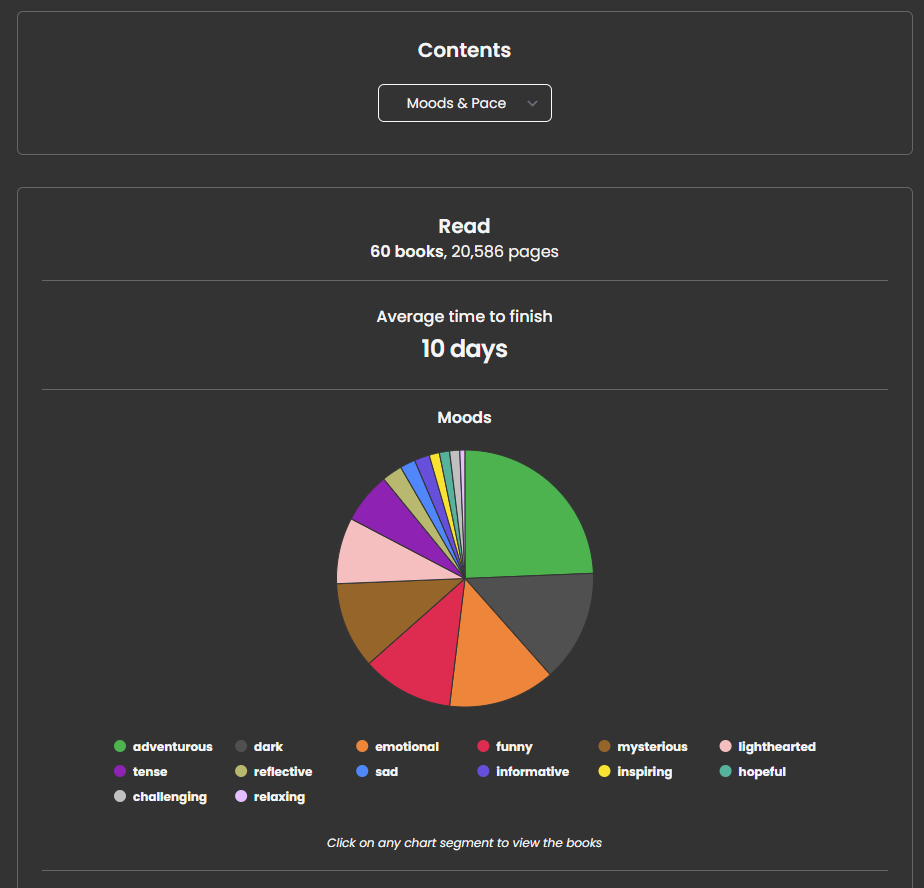 Contents
Moods & Pace
Read
60 books, 20,586 pages
Average time to finish
10 days
Moods
adventurous dark emotional funny mysterious lighthearted
tense reflective sad informative inspiring hopeful
challenging relaxing
Click on any chart segment to view the books